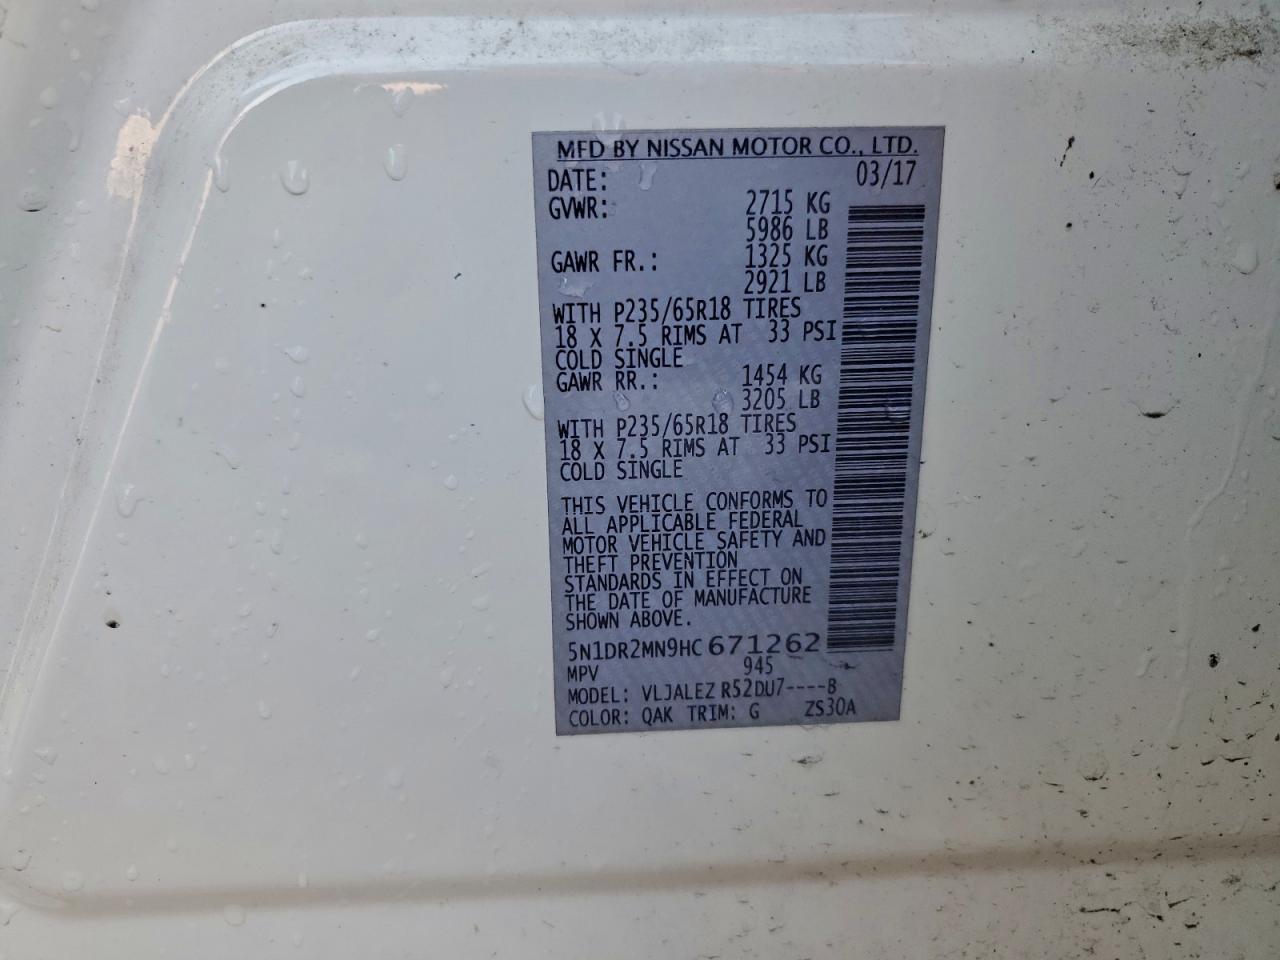 MFD BY NISSAN MOTOR CO., LTD.
DATE: 03/17
GVWR: 2715 KG
5986 LB
GAWR FR.: 1325 KG
2921 LB
WITH P235/65R18 TIRES
18 X 7.5 RIMS AT 33 PSI
COLD SINGLE
GAWR RR.: 1454 KG
3205 LB
WITH P235/65R18 TIRES
18 X 7.5 RIMS AT 33 PSI
COLD SINGLE
THIS VEHICLE CONFORMS TO
ALL APPLICABLE FEDERAL
MOTOR VEHICLE SAFETY AND
THEFT PREVENTION
STANDARDS IN EFFECT ON
THE DATE OF MANUFACTURE
SHOWN ABOVE.
5N1DR2MN9HC671262
MPV 945
MODEL: VLJALEZ R52DU7----B
COLOR: QAK TRIM: G ZS30A